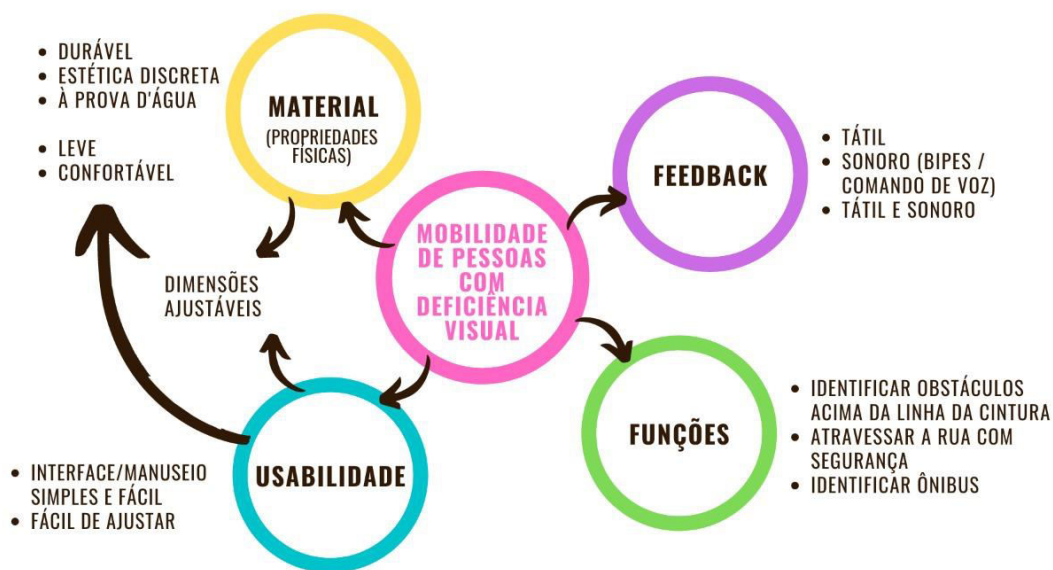 DURÁVEL
ESTÉTICA DISCRETA
À PROVA D'ÁGUA
LEVE
CONFORTÁVEL
MATERIAL
(PROPRIEDADES
FÍSICAS)
FEEDBACK
TÁTIL
SONORO (BIPES /
COMANDO DE VOZ)
TÁTIL E SONORO
MOBILIDADE
DE PESSOAS
COM
DEFICIÊNCIA
VISUAL
DIMENSÕES
AJUSTÁVEIS
USABILIDADE
INTERFACE/MANUSEIO
SIMPLES E FÁCIL
FÁCIL DE AJUSTAR
FUNÇÕES
IDENTIFICAR OBSTÁCULOS
ACIMA DA LINHA DA CINTURA
ATRAVESSAR A RUA COM
SEGURANÇA
IDENTIFICAR ÔNIBUS